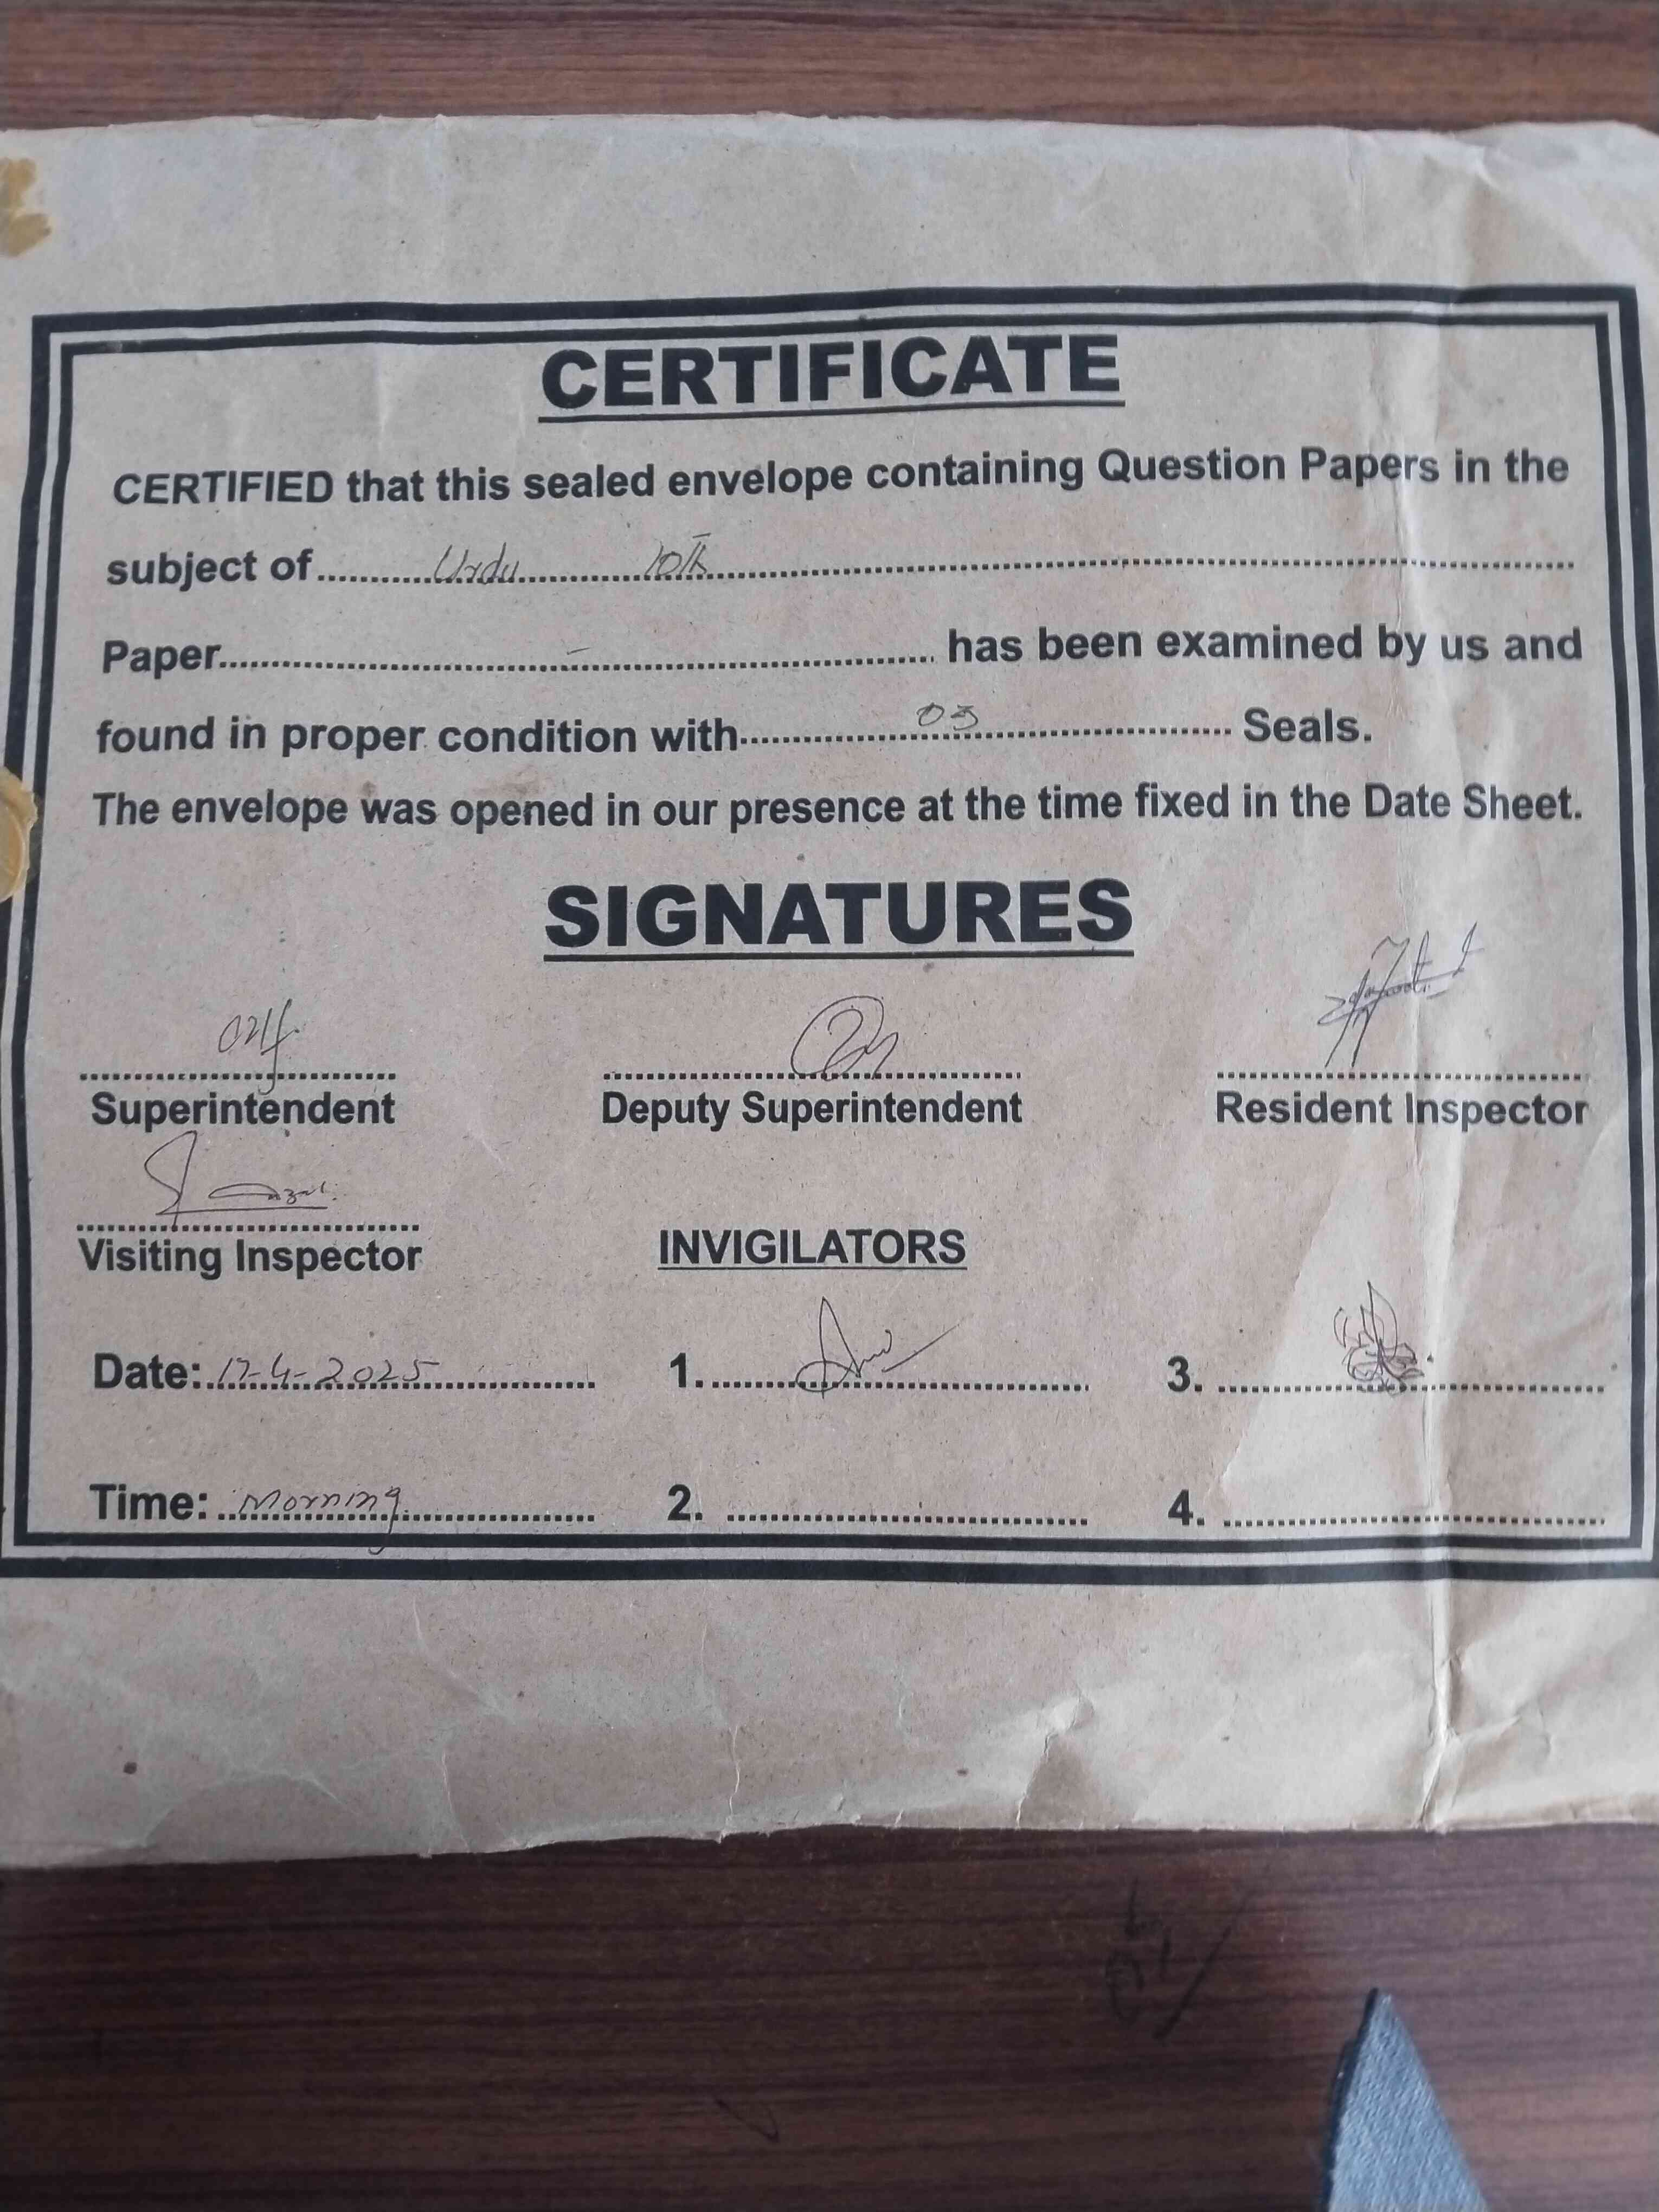 CERTIFICATE
CERTIFIED that this sealed envelope containing Question Papers in the
subject of............Urdu..............10th..............................................................
Paper.................................–................................. has been examined by us and
found in proper condition with..................03......................... Seals.
The envelope was opened in our presence at the time fixed in the Date Sheet.
SIGNATURES
Superintendent Deputy Superintendent Resident Inspector
Visiting Inspector INVIGILATORS
Date: 17-4-2025 1. 3.
Time: Morning 2. 4.